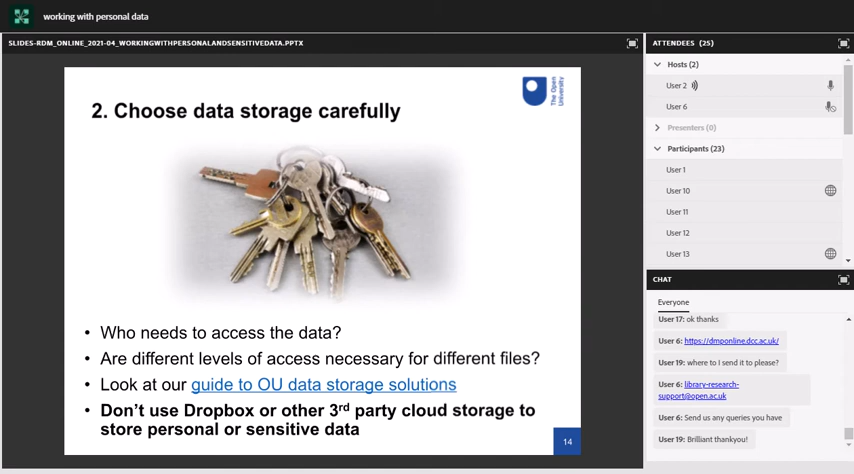 working with personal data
SLIDES-RDM_ONLINE_2021-04_WORKINGWITHPERSONALANDSENSITIVEDATA.PPTX
2. Choose data storage carefully
The Open
University
• Who needs to access the data?
• Are different levels of access necessary for different files?
• Look at our guide to OU data storage solutions
• Don't use Dropbox or other 3rd party cloud storage to
store personal or sensitive data
14
ATTENDEES (25)
Hosts (2)
User 2
User 6
Presenters (0)
Participants (23)
User 1
User 10
User 11
User 12
User 13
CHAT
Everyone
User 17: ok thanks
User 6: https://dmponline.dcc.ac.uk/
User 19: where to I send it to please?
User 6: library-research-
support@open.ac.uk
User 6: Send us any queries you have
User 19: Brilliant thankyou!